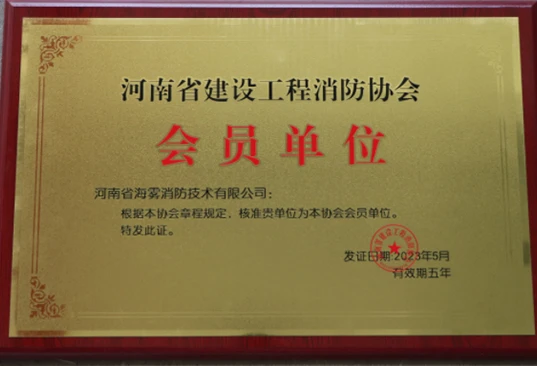 河南省建设工程消防协会
会员单位
河南省海雾消防技术有限公司：
根据本协会章程规定、核准贵单位为本协会会员单位。
特发此证。
发证日期:2023年5月
有效期五年